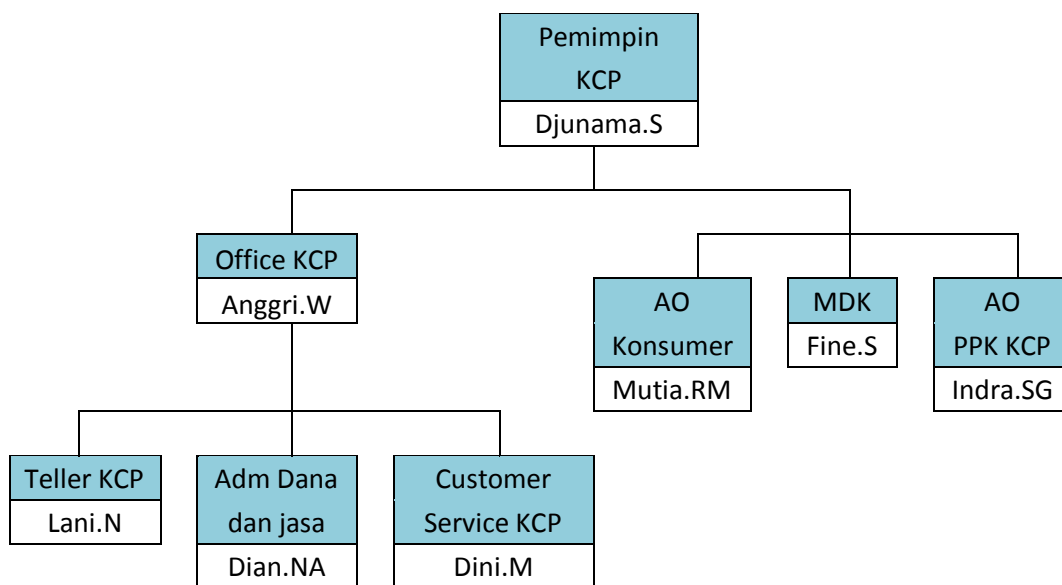 Pemimpin
KCP
Djunama.S
Office KCP
Anggri.W
AO
Konsumer
Mutia.RM
MDK
Fine.S
AO
PPK KCP
Indra.SG
Teller KCP
Lani.N
Adm Dana
dan jasa
Dian.NA
Customer
Service KCP
Dini.M